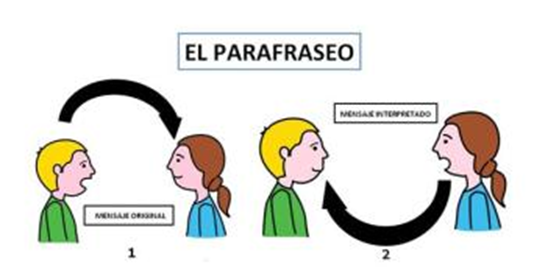 EL PARAFRASEO
MENSAJE ORIGINAL
1
MENSAJE INTERPRETADO
2